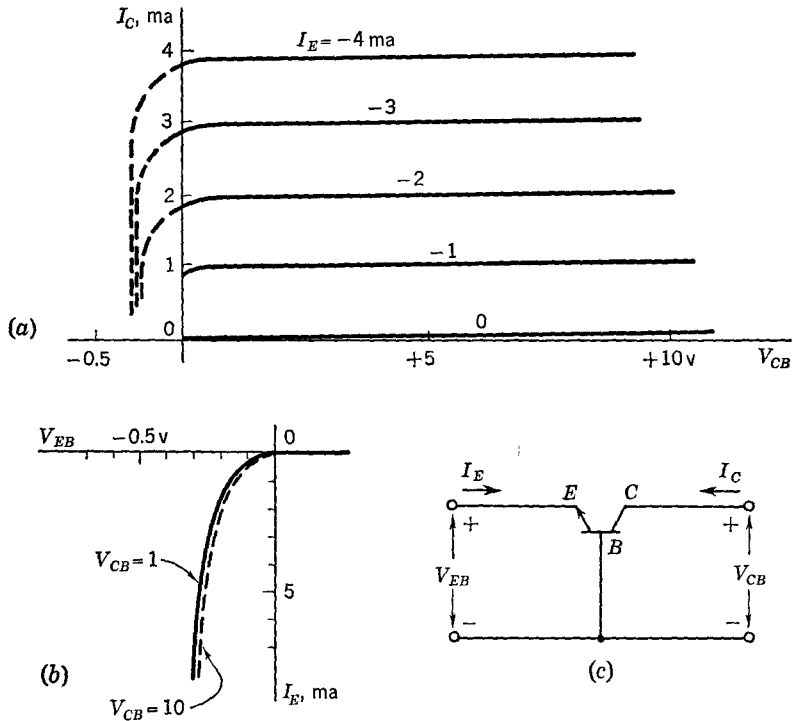 I_C, ma
4
I_E = −4 ma
3
−3
2
−2
1
−1
0
0
(a)
−0.5
+5
+10 v
V_CB
V_EB
−0.5 v
0
V_CB = 1
5
(b)
V_CB = 10
I_E, ma
I_E
I_C
E
C
+
+
B
V_EB
V_CB
−
−
(c)